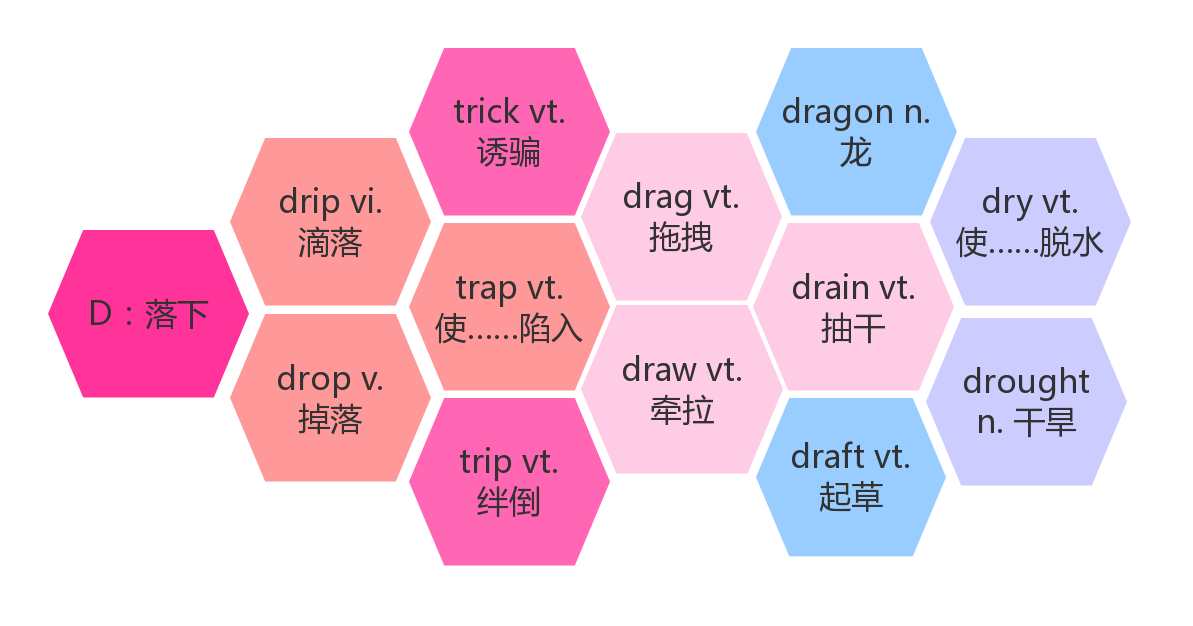 D：落下
drip vi.
滴落
drop v.
掉落
trick vt.
诱骗
trap vt.
使……陷入
trip vt.
绊倒
drag vt.
拖拽
draw vt.
牵拉
dragon n.
龙
drain vt.
抽干
draft vt.
起草
dry vt.
使……脱水
drought
n. 干旱